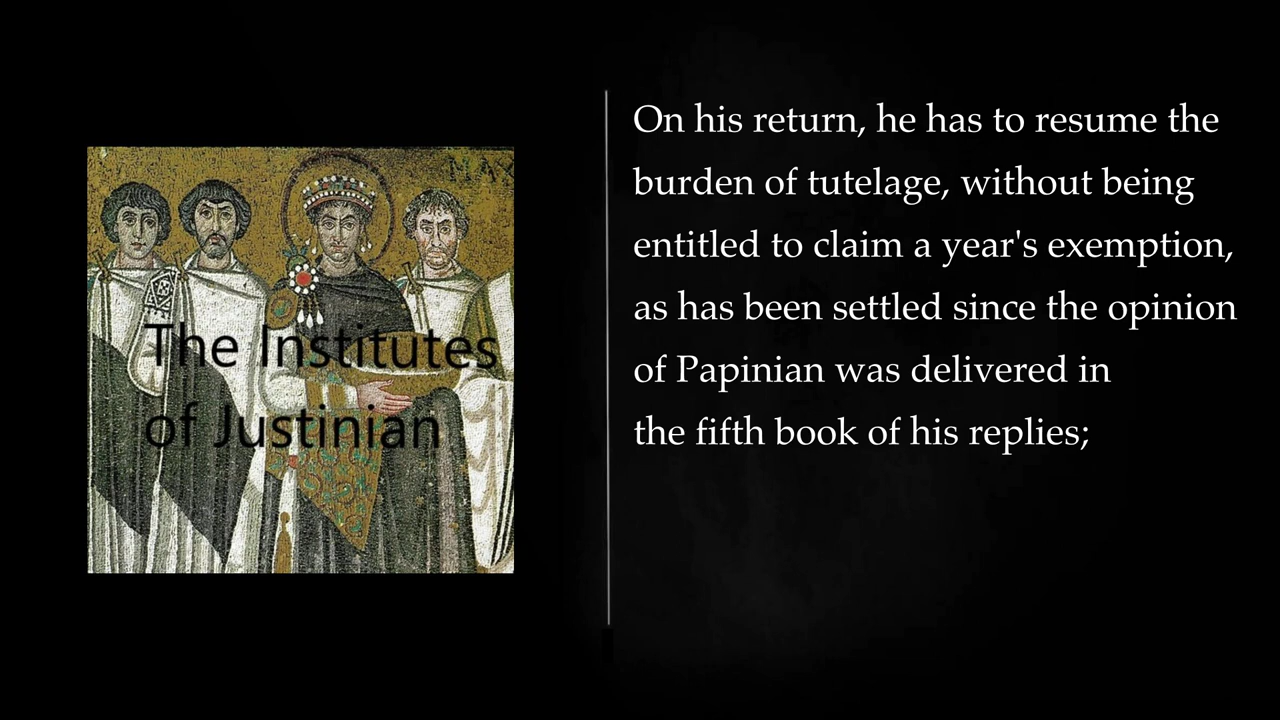 The Institutes
of Justinian
On his return, he has to resume the
burden of tutelage, without being
entitled to claim a year's exemption,
as has been settled since the opinion
of Papinian was delivered in
the fifth book of his replies;